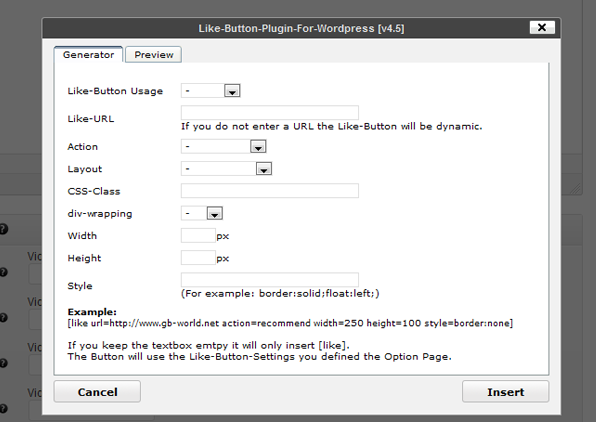 Like-Button-Plugin-For-Wordpress [v4.5]
Generator Preview
Like-Button Usage -
Like-URL
If you do not enter a URL the Like-Button will be dynamic.
Action -
Layout -
CSS-Class
div-wrapping -
Width px
Height px
Style
(For example: border:solid;float:left;)
Example:
[like url=http://www.gb-world.net action=recommend width=250 height=100 style=border:none]
If you keep the textbox emtpy it will only insert [like].
The Button will use the Like-Button-Settings you defined the Option Page.
Cancel Insert